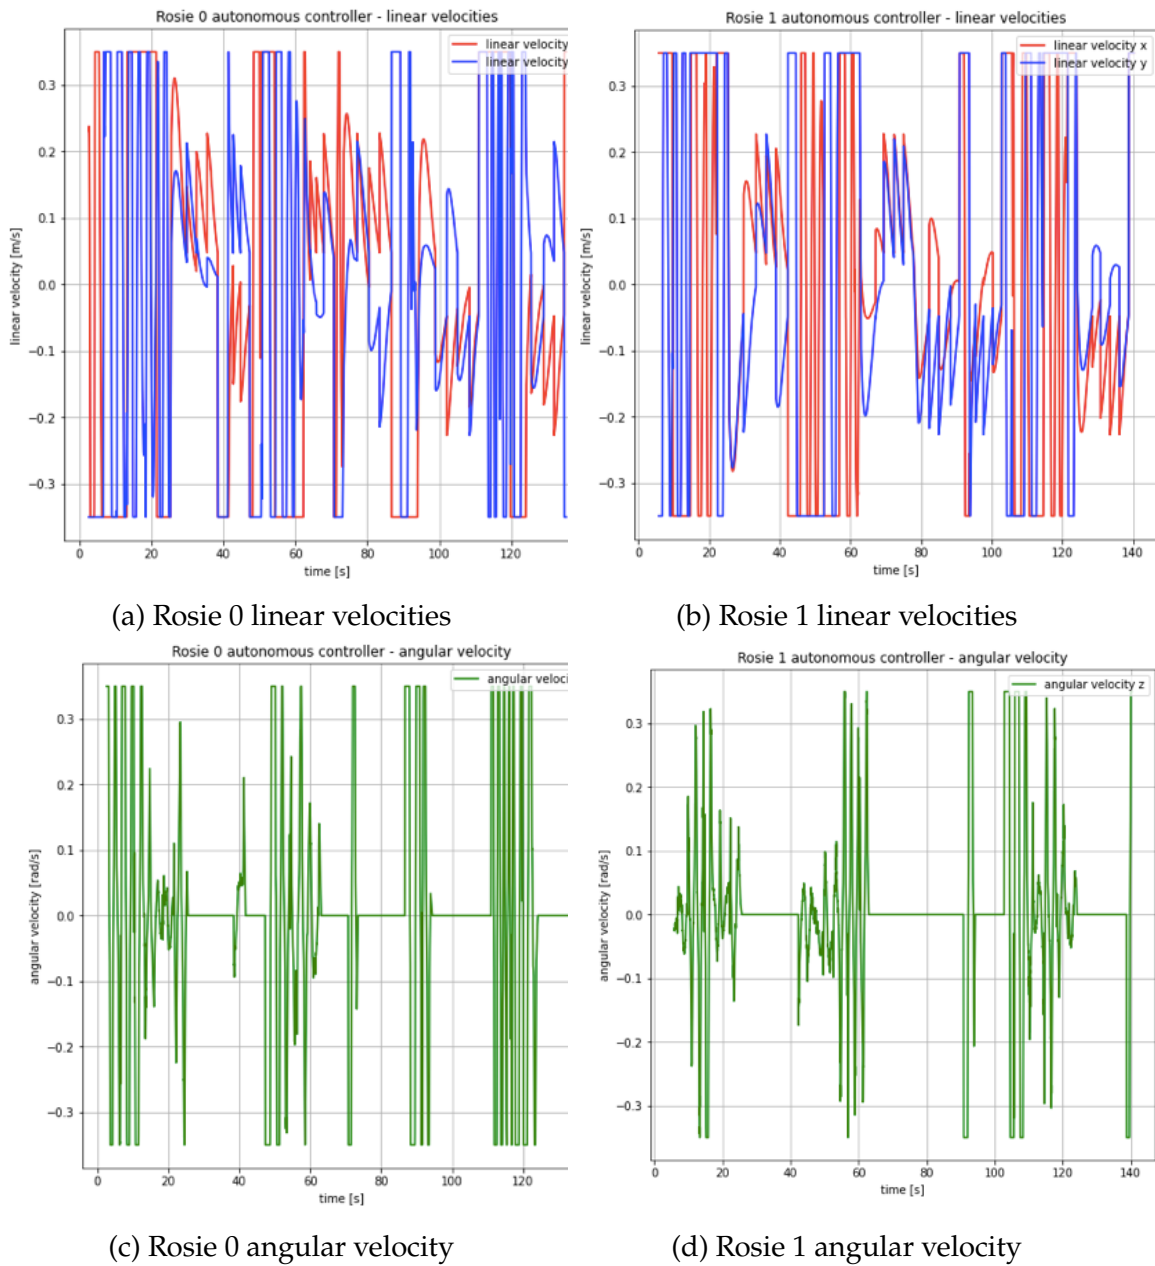 Rosie 0 autonomous controller - linear velocities
linear velocity
linear velocity
0.3
0.2
0.1
0.0
−0.1
−0.2
−0.3
linear velocity [m/s]
0 20 40 60 80 100 120
time [s]
(a) Rosie 0 linear velocities
Rosie 1 autonomous controller - linear velocities
linear velocity x
linear velocity y
0.3
0.2
0.1
0.0
−0.1
−0.2
−0.3
linear velocity [m/s]
0 20 40 60 80 100 120 140
time [s]
(b) Rosie 1 linear velocities
Rosie 0 autonomous controller - angular velocity
angular veloci
0.3
0.2
0.1
0.0
−0.1
−0.2
−0.3
angular velocity [rad/s]
0 20 40 60 80 100 120
time [s]
(c) Rosie 0 angular velocity
Rosie 1 autonomous controller - angular velocity
angular velocity z
0.3
0.2
0.1
0.0
−0.1
−0.2
−0.3
angular velocity [rad/s]
0 20 40 60 80 100 120 140
time [s]
(d) Rosie 1 angular velocity